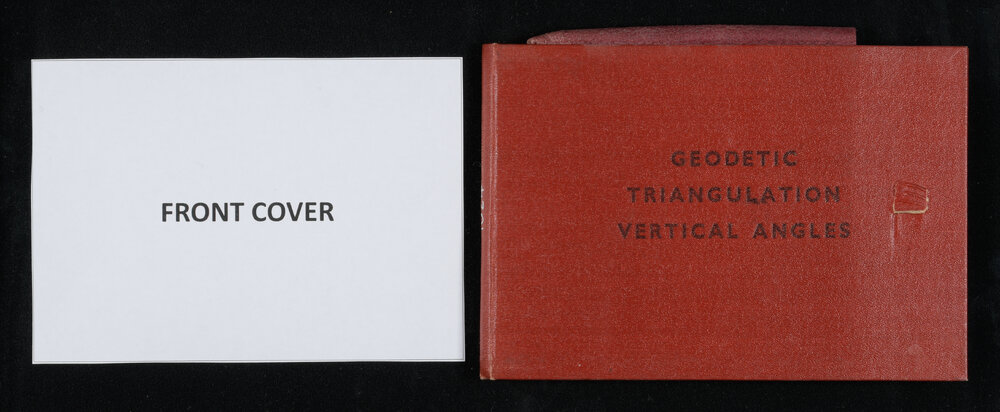 FRONT COVER
GEODETIC
TRIANGULATION
VERTICAL ANGLES